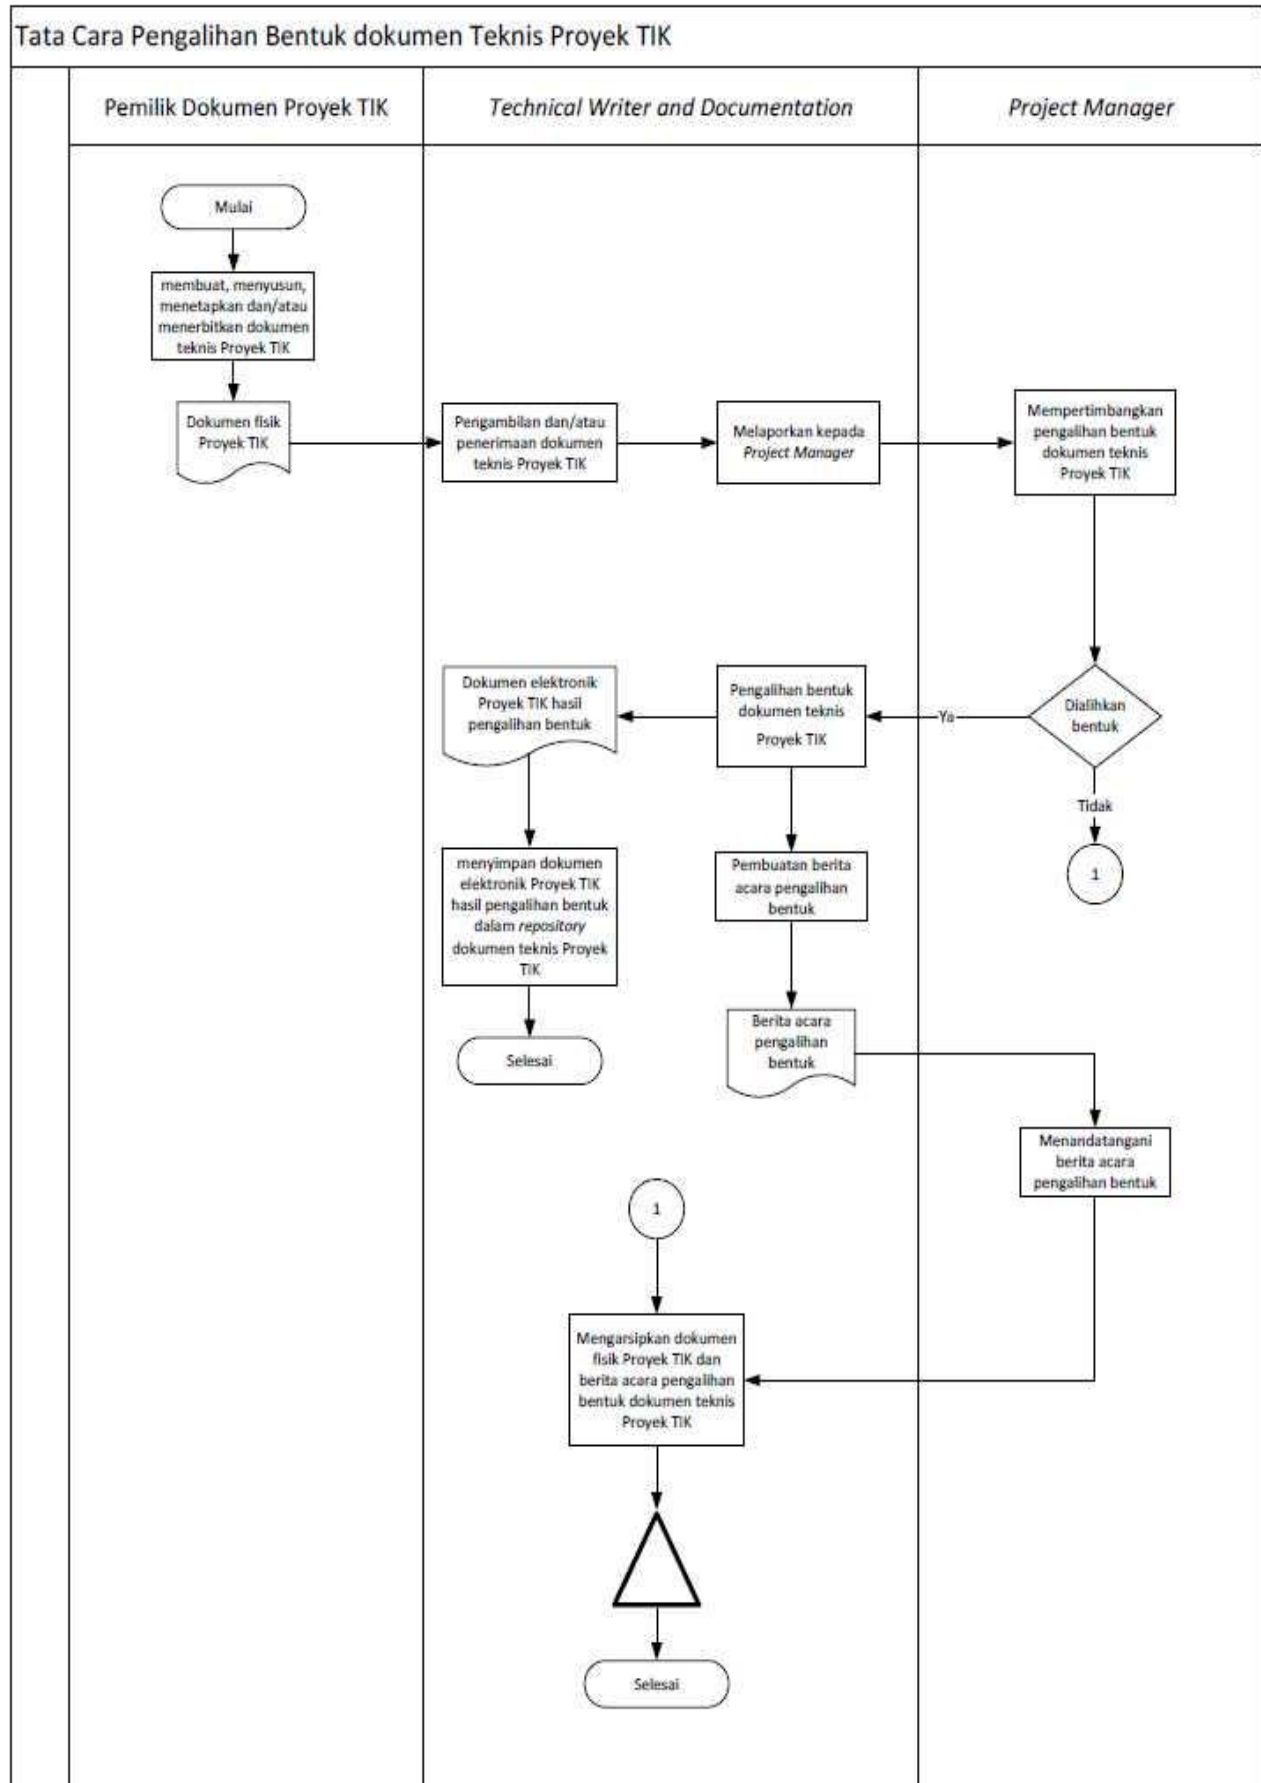 Tata Cara Pengalihan Bentuk dokumen Teknis Proyek TIK
Pemilik Dokumen Proyek TIK
Technical Writer and Documentation
Project Manager
Mulai
membuat, menyusun,
menetapkan dan/atau
menerbitkan dokumen
teknis Proyek TIK
Dokumen fisik
Proyek TIK
Pengambilan dan/atau
penerimaan dokumen
teknis Proyek TIK
Melaporkan kepada
Project Manager
Mempertimbangkan
pengalihan bentuk
dokumen teknis
Proyek TIK
Dialihkan
bentuk
Ya
Tidak
1
Pengalihan bentuk
dokumen teknis
Proyek TIK
Dokumen elektronik
Proyek TIK hasil
pengalihan bentuk
menyimpan dokumen
elektronik Proyek TIK
hasil pengalihan bentuk
dalam repository
dokumen teknis Proyek
TIK
Selesai
Pembuatan berita
acara pengalihan
bentuk
Berita acara
pengalihan
bentuk
Menandatangani
berita acara
pengalihan bentuk
1
Mengarsipkan dokumen
fisik Proyek TIK dan
berita acara pengalihan
bentuk dokumen teknis
Proyek TIK
Selesai